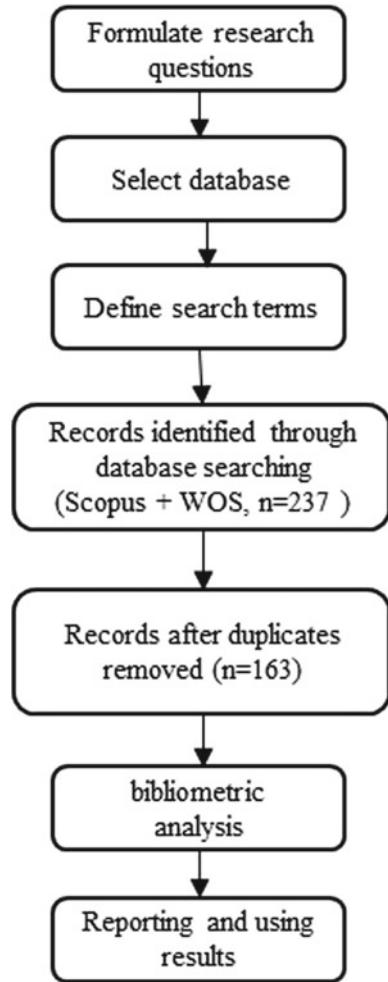 Formulate research
questions
Select database
Define search terms
Records identified through
database searching
(Scopus + WOS, n=237 )
Records after duplicates
removed (n=163)
bibliometric
analysis
Reporting and using
results